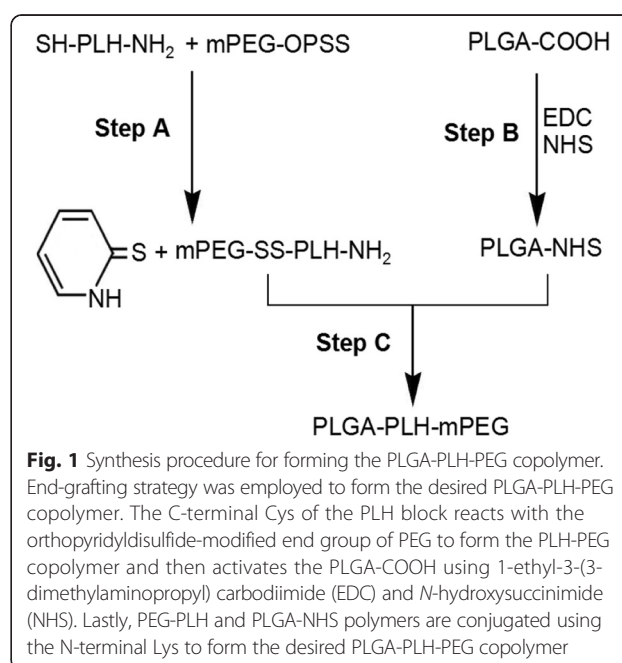 SH-PLH-NH₂ + mPEG-OPSS
PLGA-COOH
Step A
Step B
EDC
NHS
=S + mPEG-SS-PLH-NH₂
NH
PLGA-NHS
Step C
PLGA-PLH-mPEG
Fig. 1 Synthesis procedure for forming the PLGA-PLH-PEG copolymer.
End-grafting strategy was employed to form the desired PLGA-PLH-PEG
copolymer. The C-terminal Cys of the PLH block reacts with the
orthopyridyldisulfide-modified end group of PEG to form the PLH-PEG
copolymer and then activates the PLGA-COOH using 1-ethyl-3-(3-
dimethylaminopropyl) carbodiimide (EDC) and N-hydroxysuccinimide
(NHS). Lastly, PEG-PLH and PLGA-NHS polymers are conjugated using
the N-terminal Lys to form the desired PLGA-PLH-PEG copolymer